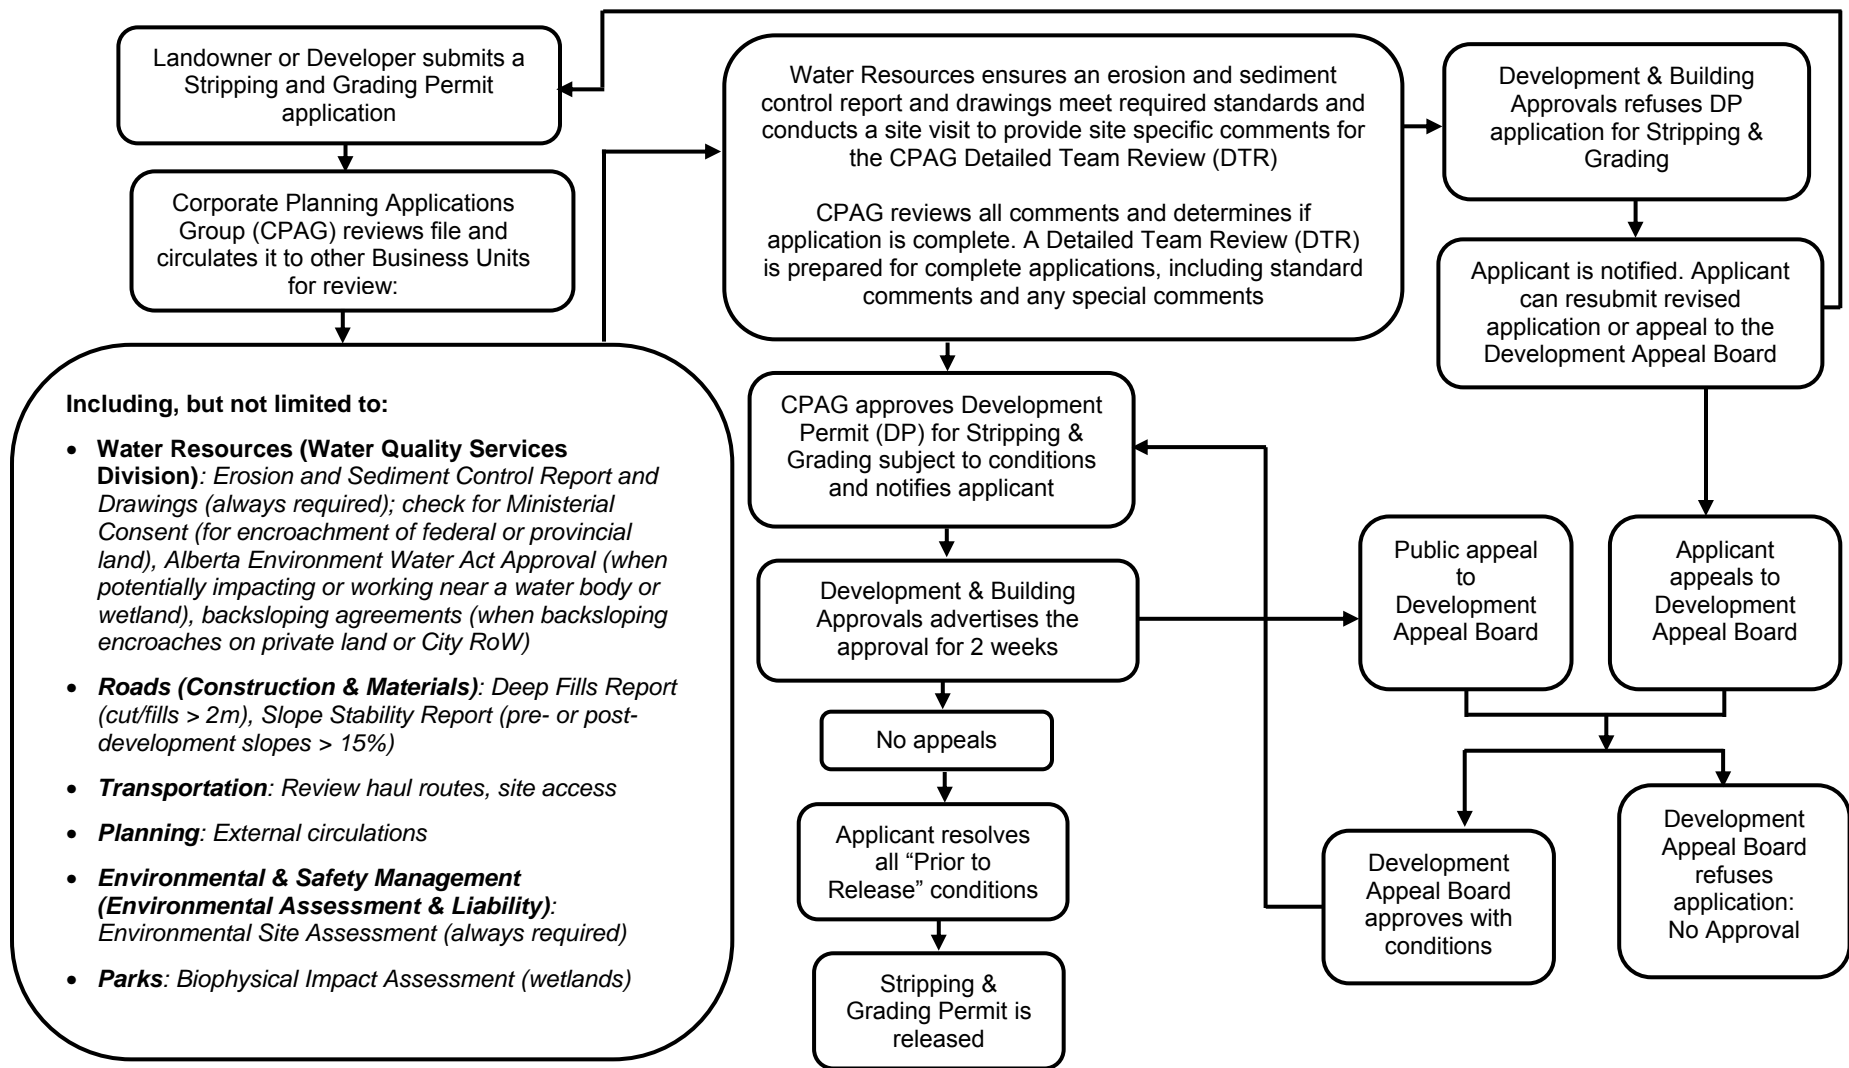 Landowner or Developer submits a
Stripping and Grading Permit
application
Corporate Planning Applications
Group (CPAG) reviews file and
circulates it to other Business Units
for review:
Including, but not limited to:
• Water Resources (Water Quality Services
Division): Erosion and Sediment Control Report and
Drawings (always required); check for Ministerial
Consent (for encroachment of federal or provincial
land), Alberta Environment Water Act Approval (when
potentially impacting or working near a water body or
wetland), backsloping agreements (when backsloping
encroaches on private land or City RoW)
• Roads (Construction & Materials): Deep Fills Report
(cut/fills > 2m), Slope Stability Report (pre- or post-
development slopes > 15%)
• Transportation: Review haul routes, site access
• Planning: External circulations
• Environmental & Safety Management
(Environmental Assessment & Liability):
Environmental Site Assessment (always required)
• Parks: Biophysical Impact Assessment (wetlands)
Water Resources ensures an erosion and sediment
control report and drawings meet required standards and
conducts a site visit to provide site specific comments for
the CPAG Detailed Team Review (DTR)
CPAG reviews all comments and determines if
application is complete. A Detailed Team Review (DTR)
is prepared for complete applications, including standard
comments and any special comments
CPAG approves Development
Permit (DP) for Stripping &
Grading subject to conditions
and notifies applicant
Development & Building
Approvals advertises the
approval for 2 weeks
No appeals
Applicant resolves
all “Prior to
Release” conditions
Stripping &
Grading Permit is
released
Development & Building
Approvals refuses DP
application for Stripping &
Grading
Applicant is notified. Applicant
can resubmit revised
application or appeal to the
Development Appeal Board
Public appeal
to
Development
Appeal Board
Applicant
appeals to
Development
Appeal Board
Development
Appeal Board
approves with
conditions
Development
Appeal Board
refuses
application:
No Approval